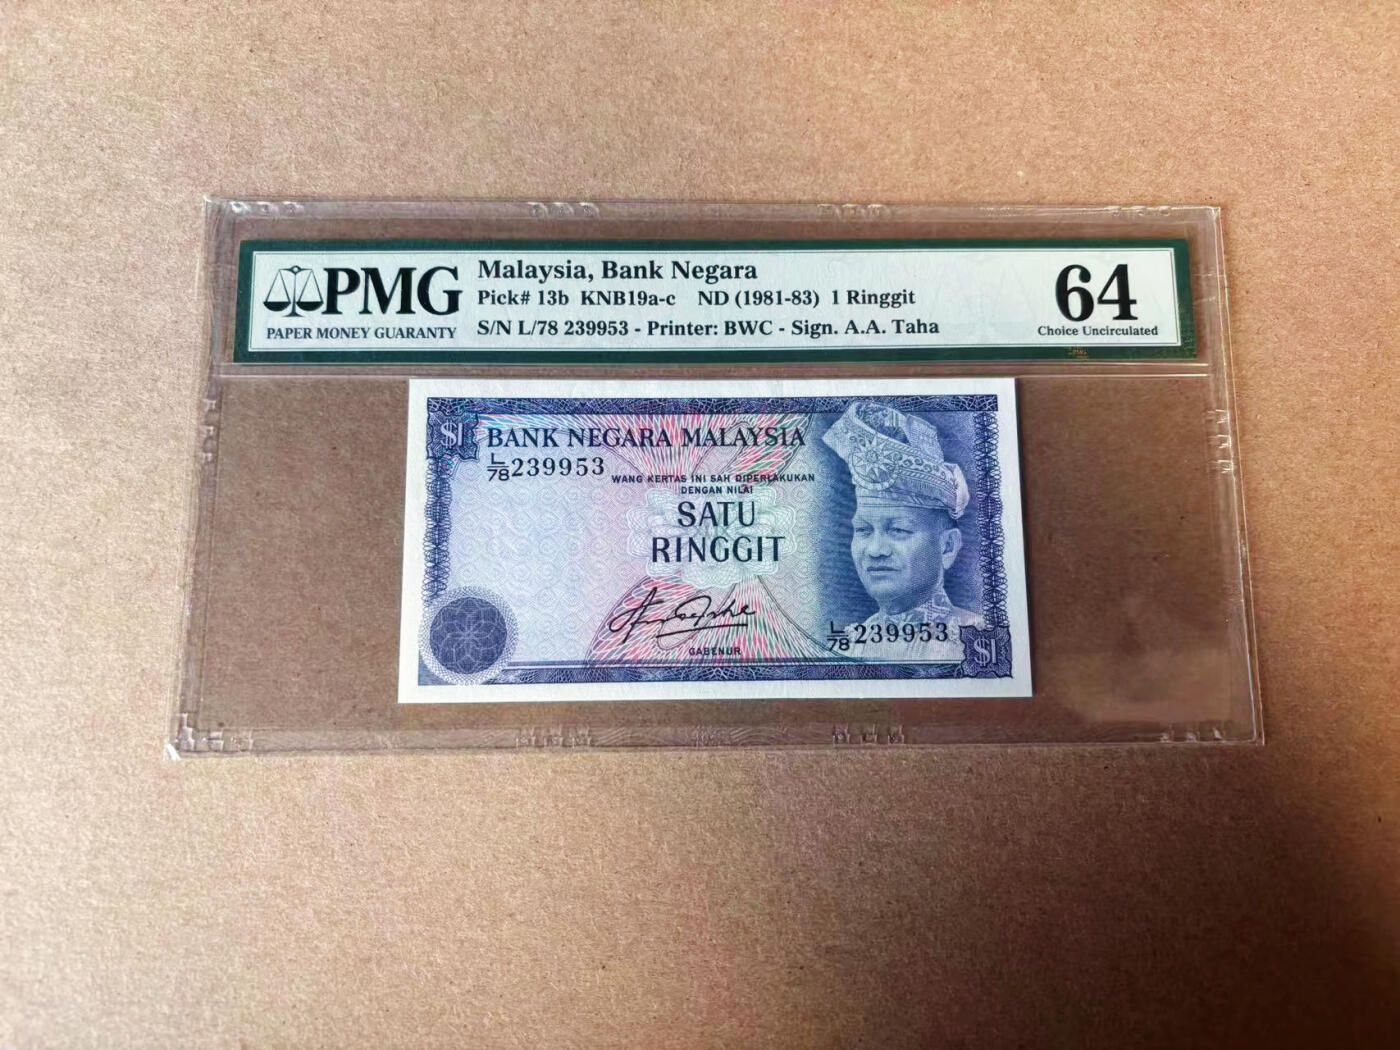 PMG
PAPER MONEY GUARANTY
Malaysia, Bank Negara
Pick# 13b KNB19a-c ND (1981-83) 1 Ringgit
S/N L/78 239953 - Printer: BWC - Sign. A.A. Taha
64
Choice Uncirculated
$1
BANK NEGARA MALAYSIA
L/78 239953
WANG KERTAS INI SAH DIPERLAKUKAN
DENGAN NILAI
SATU
RINGGIT
GABENUR
L/78 239953
$1